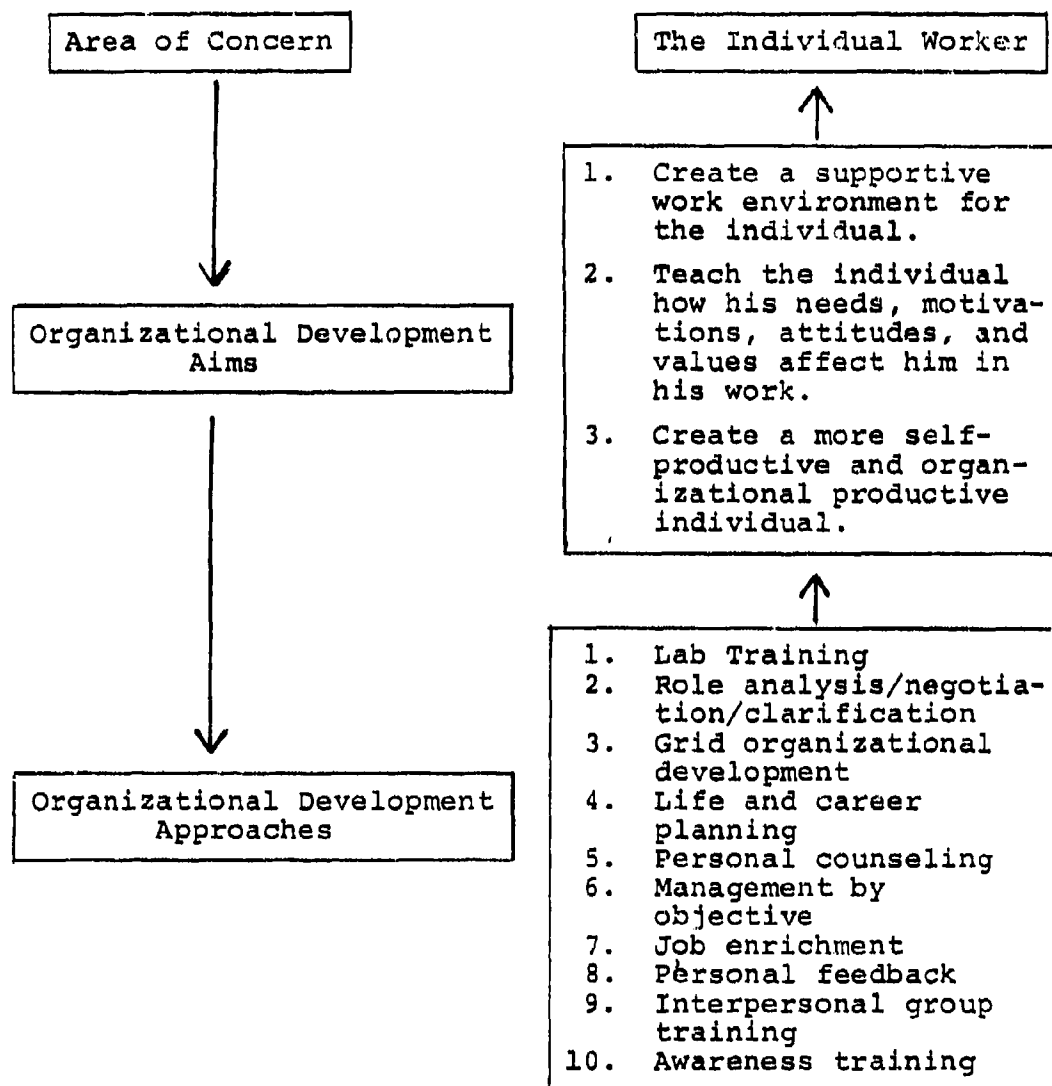 Area of Concern
The Individual Worker
1. Create a supportive
work environment for
the individual.
2. Teach the individual
how his needs, motiva-
tions, attitudes, and
values affect him in
his work.
3. Create a more self-
productive and organ-
izational productive
individual.
Organizational Development
Aims
1. Lab Training
2. Role analysis/negotia-
tion/clarification
3. Grid organizational
development
4. Life and career
planning
5. Personal counseling
6. Management by
objective
7. Job enrichment
8. Personal feedback
9. Interpersonal group
training
10. Awareness training
Organizational Development
Approaches